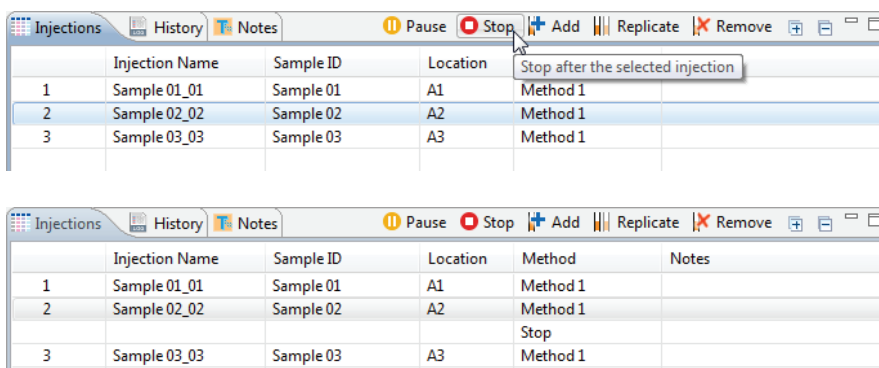 Injections History Notes Pause Stop Add Replicate Remove
Injection Name Sample ID Location
Stop after the selected injection
1 Sample 01_01 Sample 01 A1 Method 1
2 Sample 02_02 Sample 02 A2 Method 1
3 Sample 03_03 Sample 03 A3 Method 1
Injections History Notes Pause Stop Add Replicate Remove
Injection Name Sample ID Location Method Notes
1 Sample 01_01 Sample 01 A1 Method 1
2 Sample 02_02 Sample 02 A2 Method 1
Stop
3 Sample 03_03 Sample 03 A3 Method 1